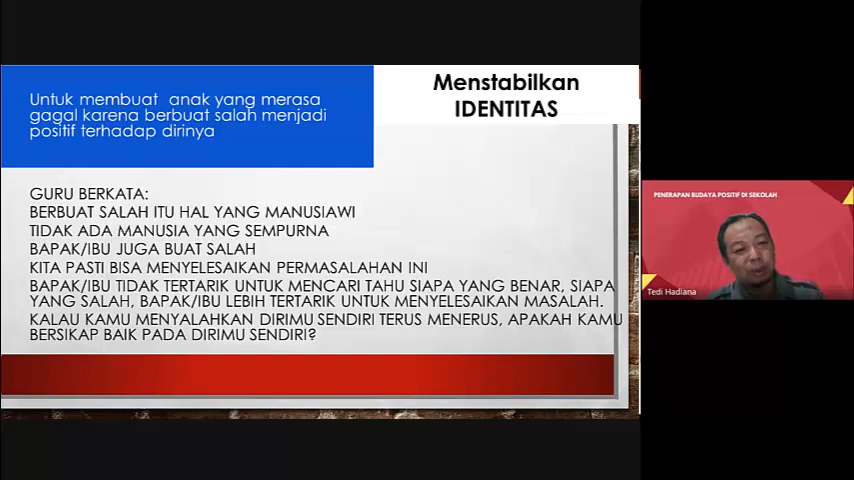 Untuk membuat anak yang merasa
gagal karena berbuat salah menjadi
positif terhadap dirinya
Menstabilkan
IDENTITAS
GURU BERKATA:
BERBUAT SALAH ITU HAL YANG MANUSIAWI
TIDAK ADA MANUSIA YANG SEMPURNA
BAPAK/IBU JUGA BUAT SALAH
KITA PASTI BISA MENYELESAIKAN PERMASALAHAN INI
BAPAK/IBU TIDAK TERTARIK UNTUK MENCARI TAHU SIAPA YANG BENAR, SIAPA
YANG SALAH, BAPAK/IBU LEBIH TERTARIK UNTUK MENYELESAIKAN MASALAH.
KALAU KAMU MENYALAHKAN DIRIMU SENDIRI TERUS MENERUS, APAKAH KAMU
BERSIKAP BAIK PADA DIRIMU SENDIRI?
PENERAPAN BUDAYA POSITIF DI SEKOLAH
Tedi Hadiana